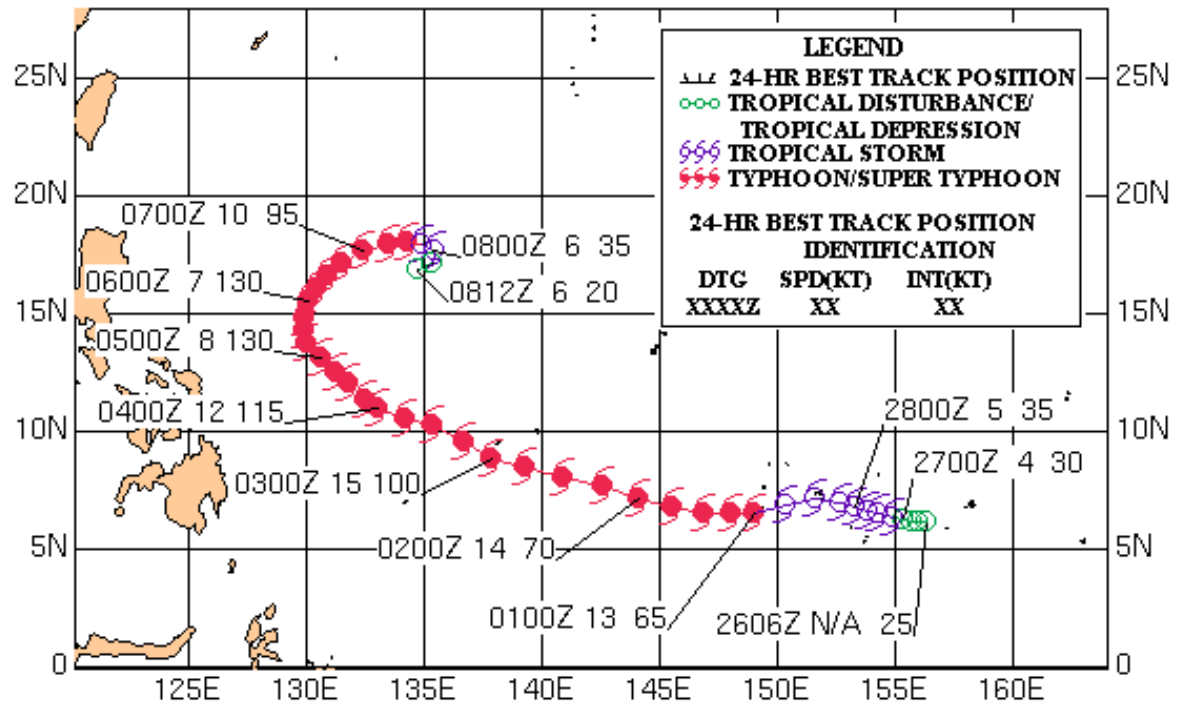 LEGEND
24-HR BEST TRACK POSITION
TROPICAL DISTURBANCE/
TROPICAL DEPRESSION
TROPICAL STORM
TYPHOON/SUPER TYPHOON
24-HR BEST TRACK POSITION
IDENTIFICATION
DTG SPD(KT) INT(KT)
XXXXZ XX XX
25N 25N
20N 20N
0700Z 10 95
0800Z 6 35
0600Z 7 130
0812Z 6 20
15N 15N
0500Z 8 130
0400Z 12 115
2800Z 5 35
10N 10N
2700Z 4 30
0300Z 15 100
0200Z 14 70
5N 5N
0100Z 13 65
2606Z N/A 25
0 0
125E 130E 135E 140E 145E 150E 155E 160E